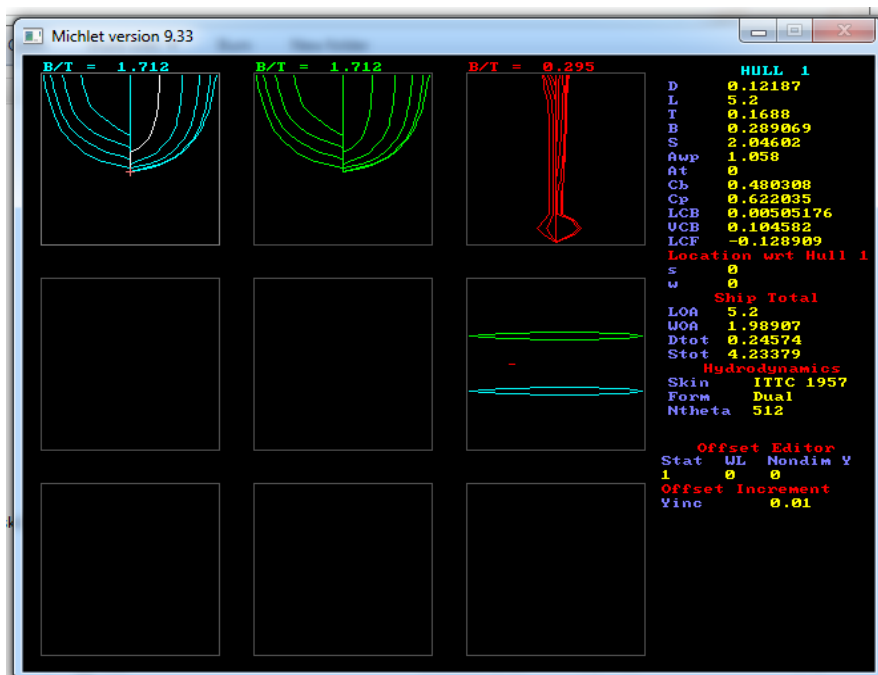 Michlet version 9.33
B/T = 1.712
B/T = 1.712
B/T = 0.295
HULL 1
D 0.12187
L 5.2
T 0.1688
B 0.289069
S 2.04602
Awp 1.058
At 0
Cb 0.480308
Cp 0.622035
LCB 0.00505176
VCB 0.104582
LCF -0.128909
Location wrt Hull 1
s 0
w 0
Ship Total
LOA 5.2
WOA 1.98907
Dtot 0.24574
Stot 4.23379
Hydrodynamics
Skin ITTC 1957
Form Dual
Ntheta 512
Offset Editor
Stat WL Nondim Y
1 0 0
Offset Increment
Yinc 0.01